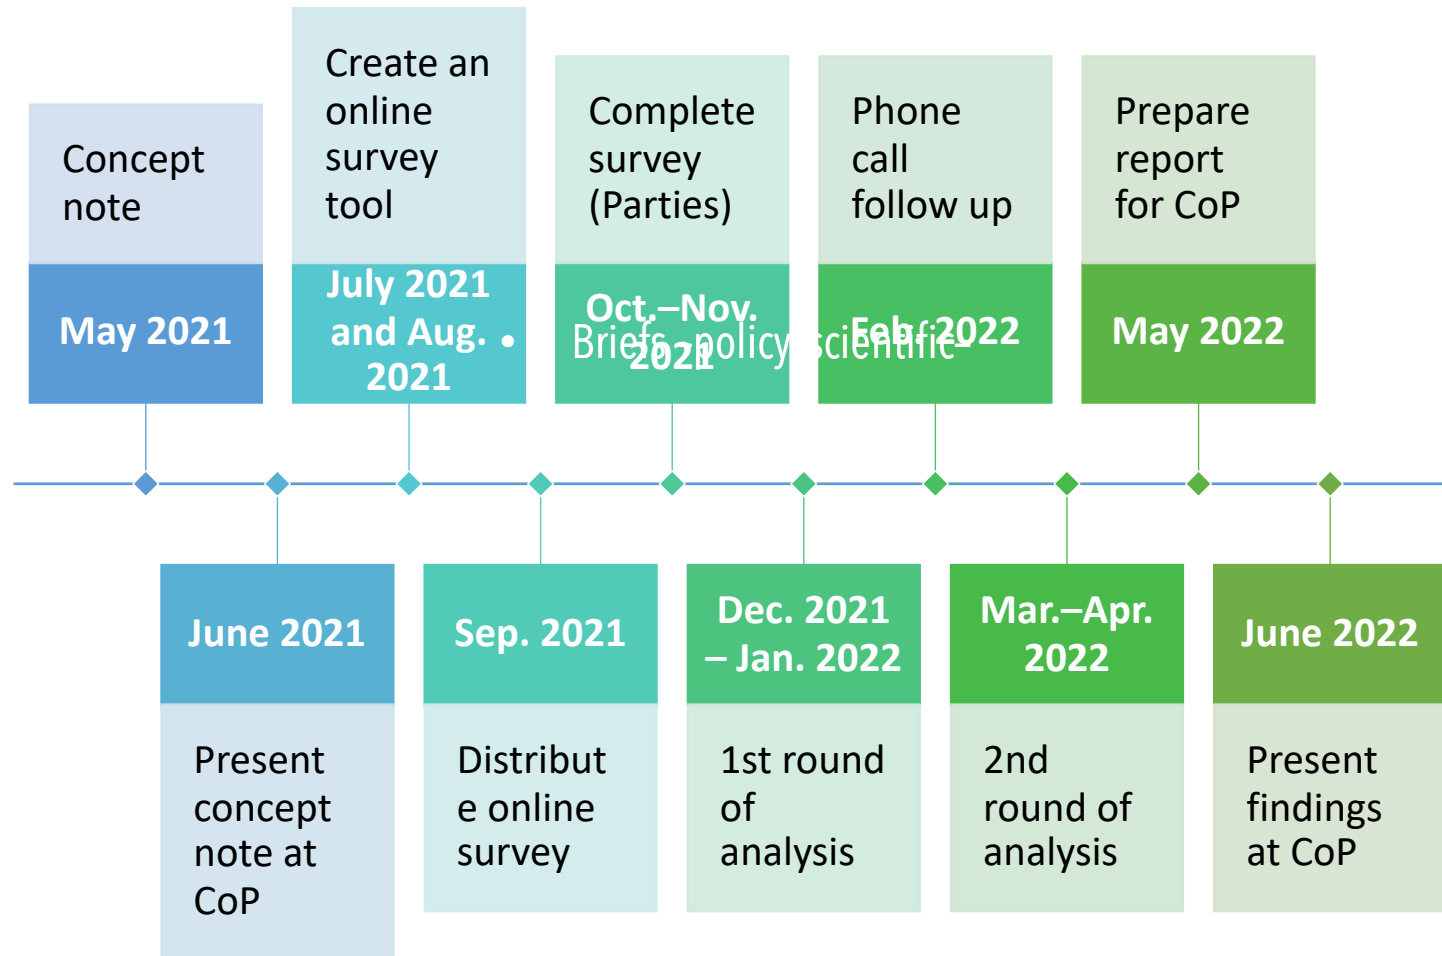 Concept
note
May 2021
Create an
online
survey
tool
July 2021
and Aug.
2021
Complete
survey
(Parties)
Oct.–Nov.
2021
Phone
call
follow up
Feb. 2022
Prepare
report
for CoP
May 2022
• Briefs -policy scientific–
June 2021
Present
concept
note at
CoP
Sep. 2021
Distribut
e online
survey
Dec. 2021
– Jan. 2022
1st round
of
analysis
Mar.–Apr.
2022
2nd
round of
analysis
June 2022
Present
findings
at CoP